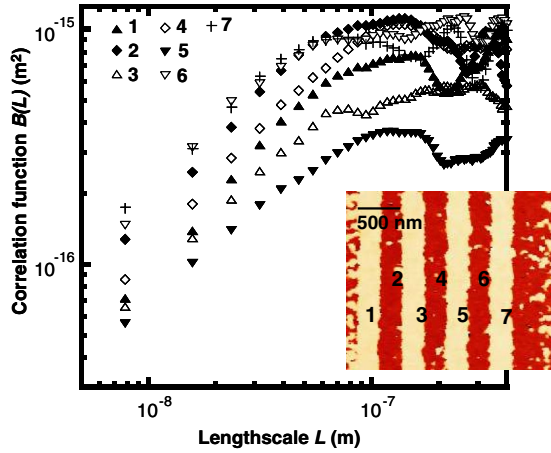 10⁻¹⁵
10⁻¹⁶
Correlation function B(L) (m²)
1 4 7
2 5
3 6
500 nm
2 4 6
1 3 5 7
10⁻⁸ 10⁻⁷
Lengthscale L (m)